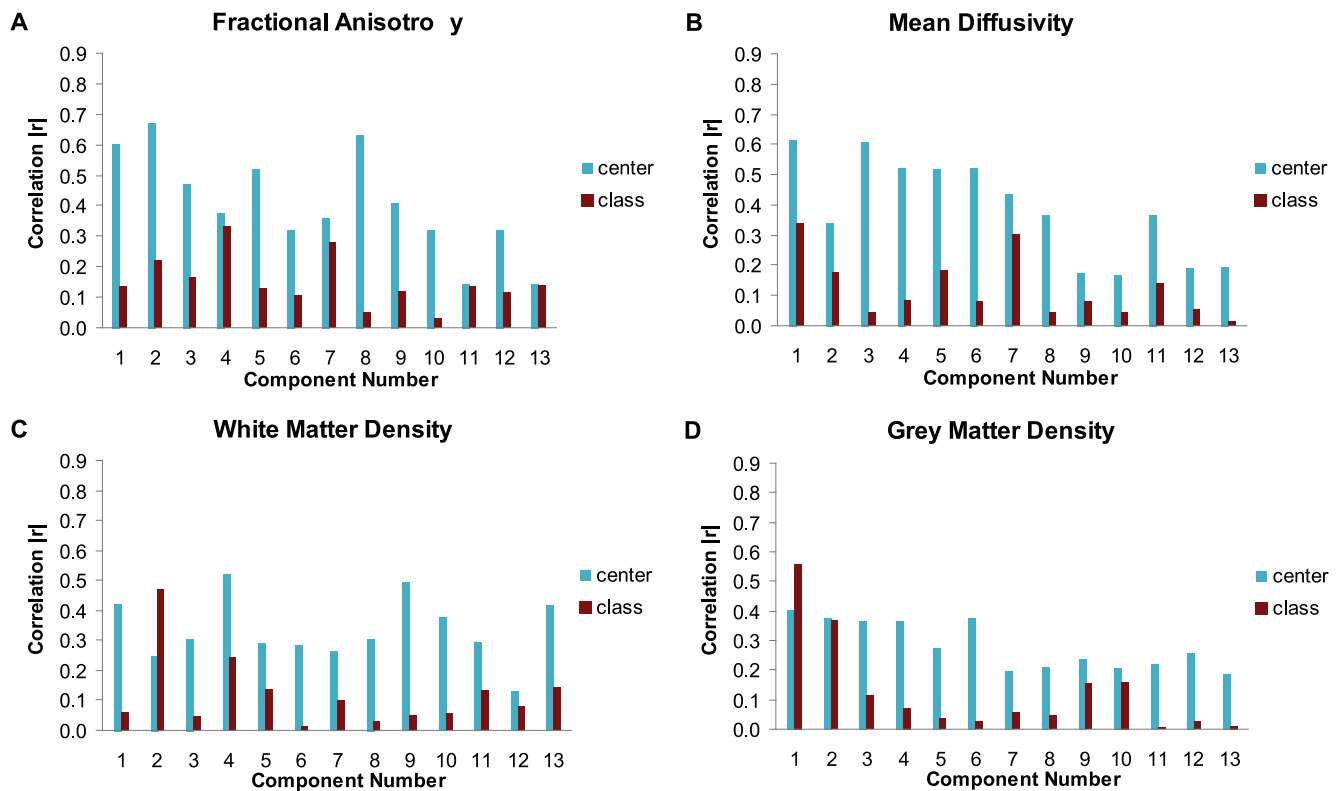 A
Fractional Anisotro y
Correlation |r|
0.9
0.8
0.7
0.6
0.5
0.4
0.3
0.2
0.1
0.0
1 2 3 4 5 6 7 8 9 10 11 12 13
Component Number
center
class
B
Mean Diffusivity
Correlation |r|
0.9
0.8
0.7
0.6
0.5
0.4
0.3
0.2
0.1
0.0
1 2 3 4 5 6 7 8 9 10 11 12 13
Component Number
center
class
C
White Matter Density
Correlation |r|
0.9
0.8
0.7
0.6
0.5
0.4
0.3
0.2
0.1
0.0
1 2 3 4 5 6 7 8 9 10 11 12 13
Component Number
center
class
D
Grey Matter Density
Correlation |r|
0.9
0.8
0.7
0.6
0.5
0.4
0.3
0.2
0.1
0.0
1 2 3 4 5 6 7 8 9 10 11 12 13
Component Number
center
class